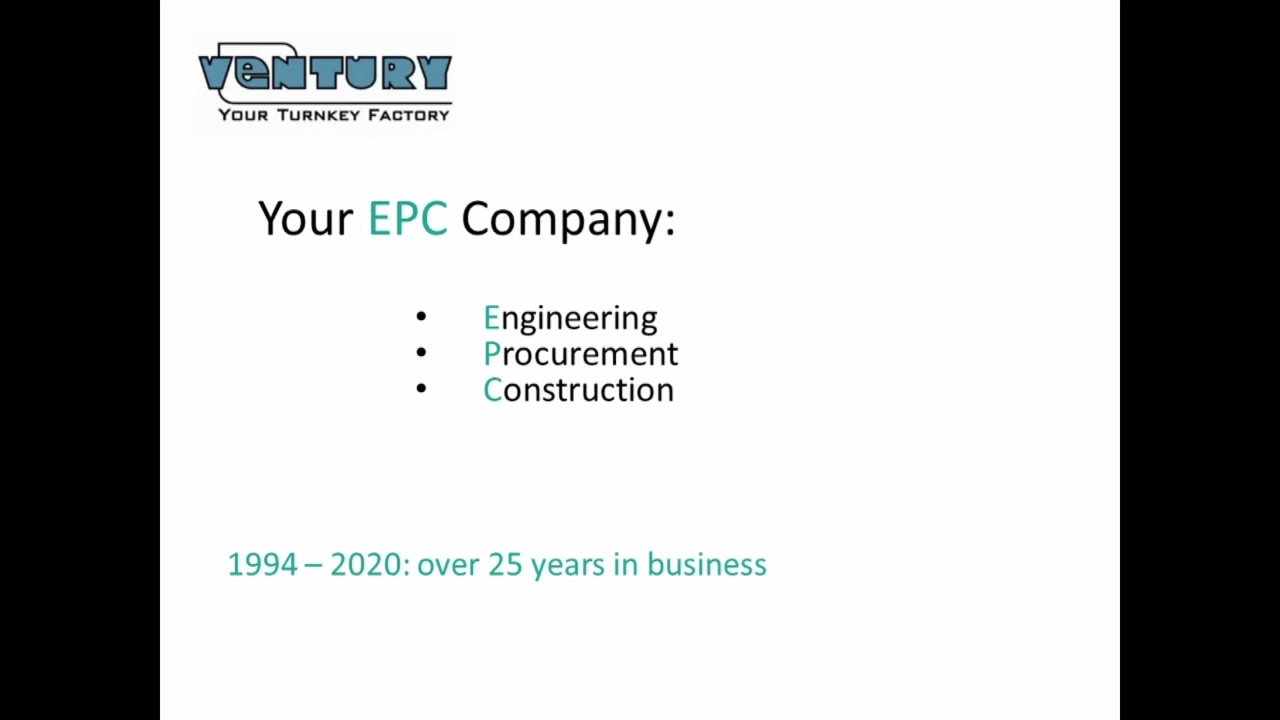 VENTURY
YOUR TURNKEY FACTORY
Your EPC Company:
• Engineering
• Procurement
• Construction
1994 – 2020: over 25 years in business